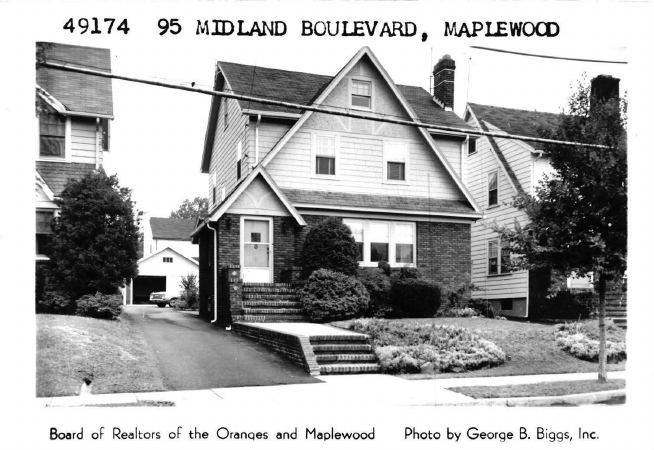 49174 95 MIDLAND BOULEVARD, MAPLEWOOD
Board of Realtors of the Oranges and Maplewood Photo by George B. Biggs, Inc.